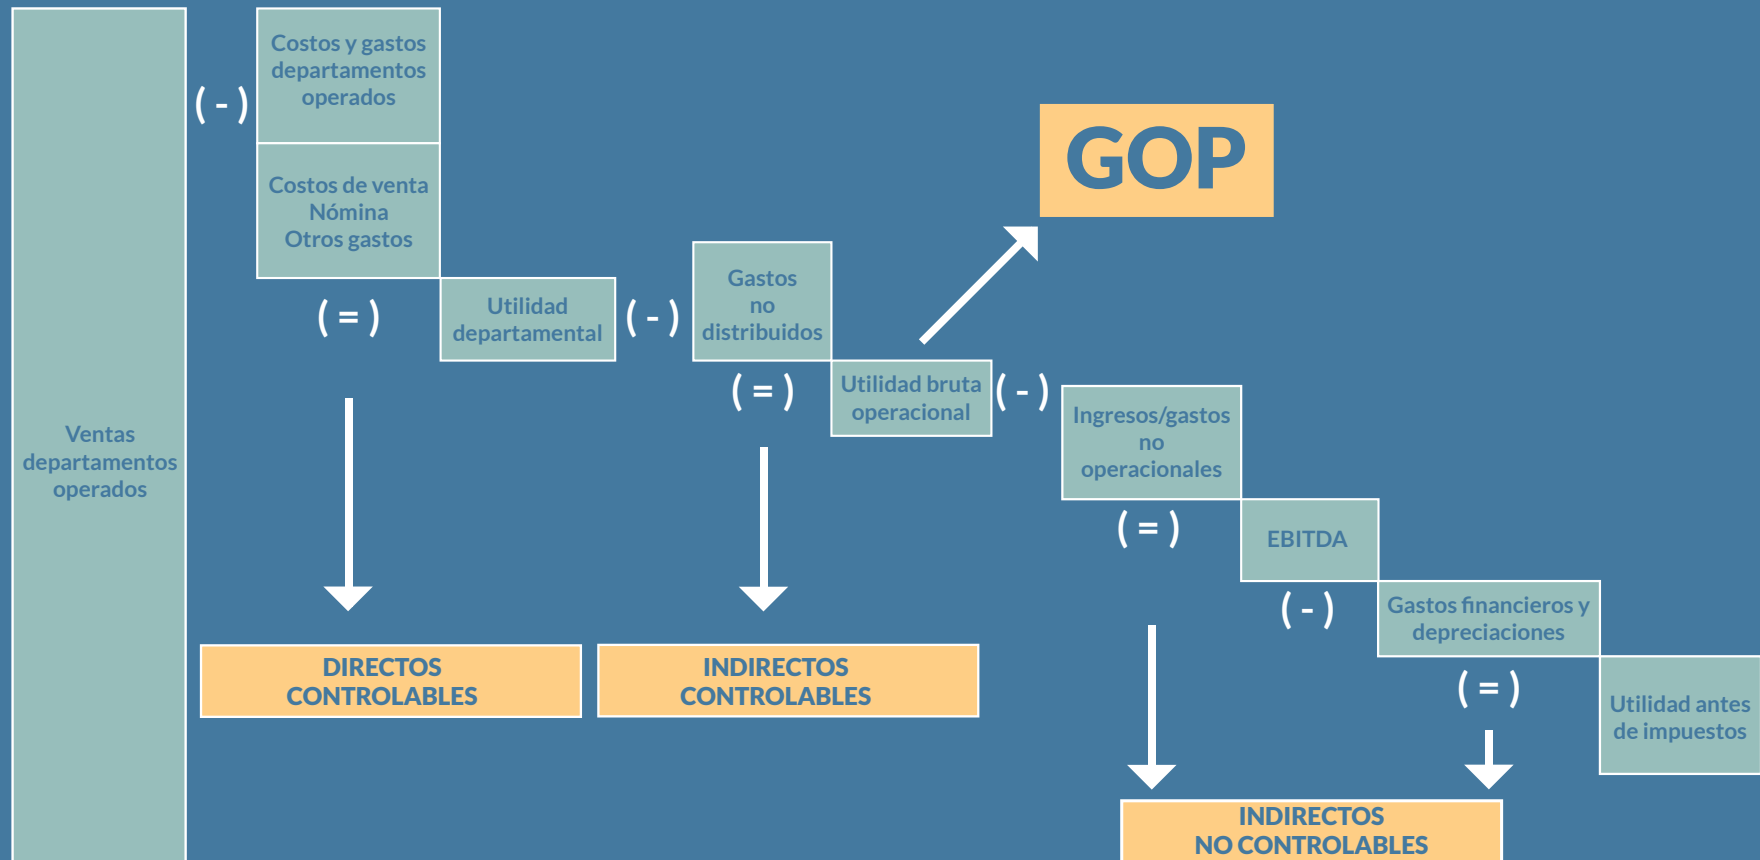 Ventas
departamentos
operados
( - )
Costos y gastos
departamentos
operados
Costos de venta
Nómina
Otros gastos
( = )
Utilidad
departamental
( - )
Gastos
no
distribuidos
( = )
Utilidad bruta
operacional
GOP
( - )
Ingresos/gastos
no
operacionales
( = )
EBITDA
( - )
Gastos financieros y
depreciaciones
( = )
Utilidad antes
de impuestos
DIRECTOS
CONTROLABLES
INDIRECTOS
CONTROLABLES
INDIRECTOS
NO CONTROLABLES